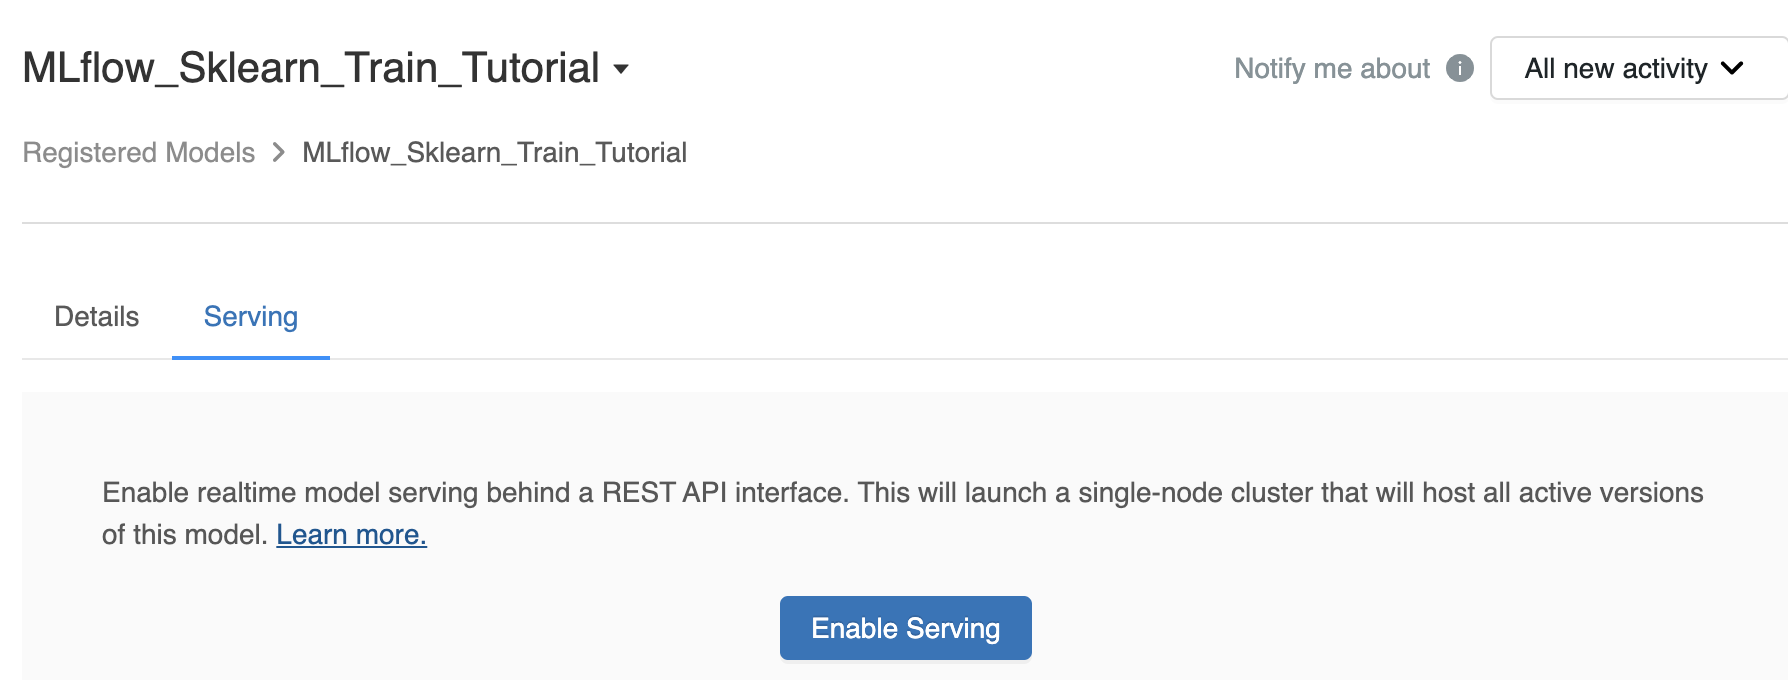 MLflow_Sklearn_Train_Tutorial
Notify me about
All new activity
Registered Models > MLflow_Sklearn_Train_Tutorial
Details
Serving
Enable realtime model serving behind a REST API interface. This will launch a single-node cluster that will host all active versions
of this model. Learn more.
Enable Serving